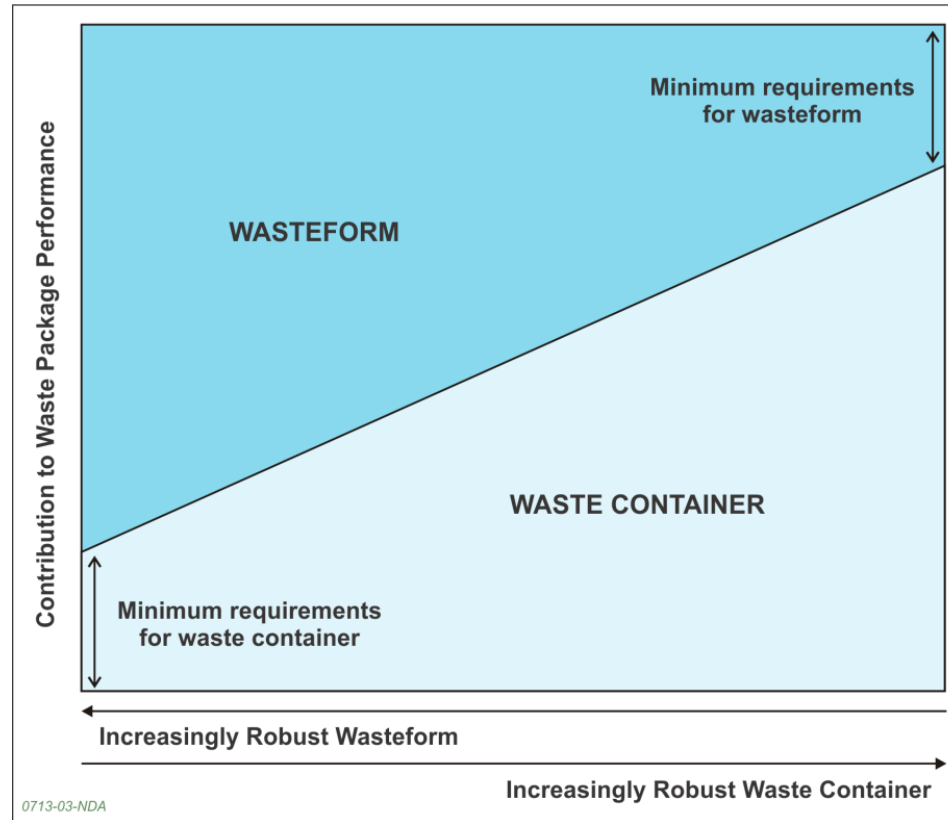 Contribution to Waste Package Performance
Minimum requirements
for wasteform
WASTEFORM
WASTE CONTAINER
Minimum requirements
for waste container
Increasingly Robust Wasteform
Increasingly Robust Waste Container
0713-03-NDA